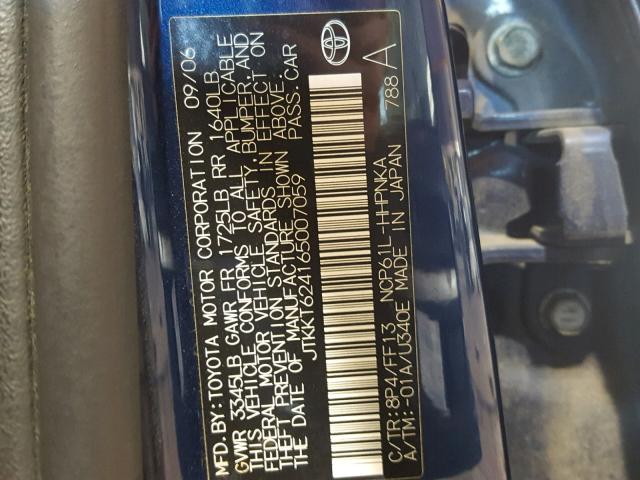 MFD. BY: TOYOTA MOTOR CORPORATION 09/06
GVWR 3345LB GAWR FR 1725LB RR 1640LB
THIS VEHICLE CONFORMS TO ALL APPLICABLE
FEDERAL MOTOR VEHICLE SAFETY, BUMPER, AND
THEFT PREVENTION STANDARDS IN EFFECT ON
THE DATE OF MANUFACTURE SHOWN ABOVE.
JTKKT624165007059 PASS. CAR
C/TR: 8P4/FF13 NCP61L-HHPNKA
A/TM: -01A/U340E MADE IN JAPAN 788 A